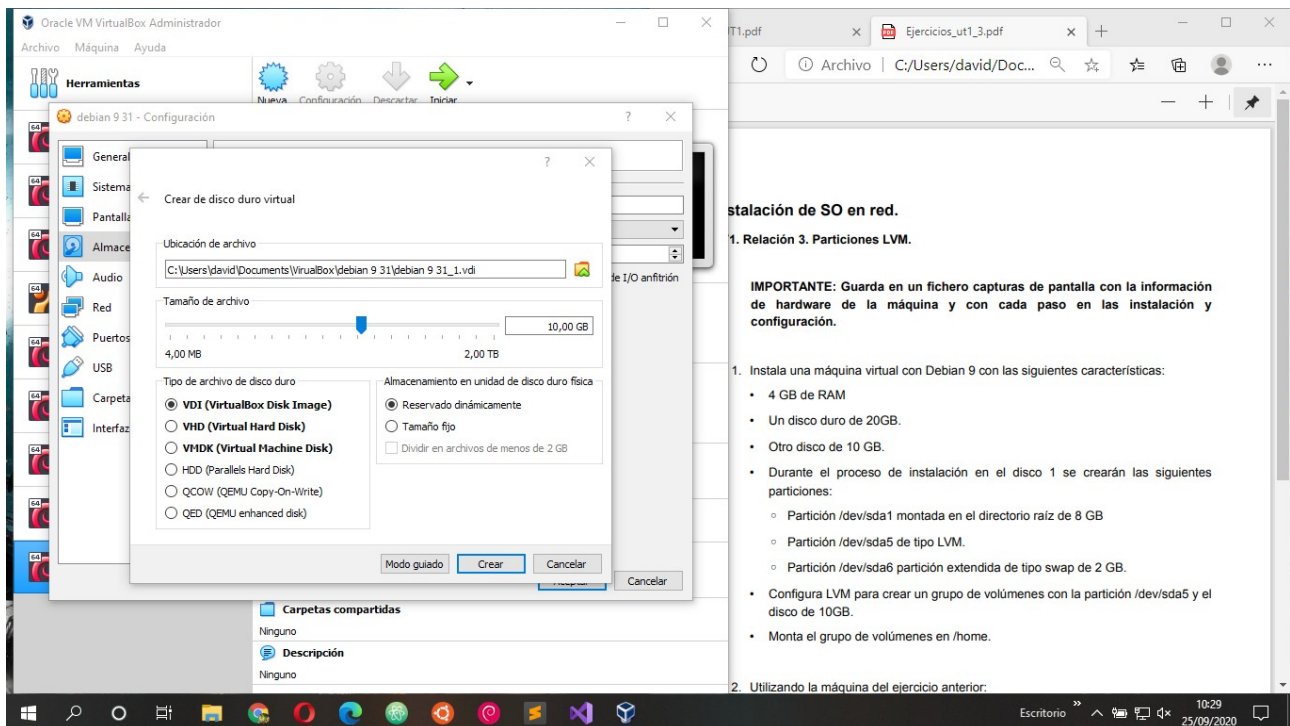 Oracle VM VirtualBox Administrador
Archivo Máquina Ayuda
Herramientas
Nueva Configuración Descartar Iniciar
debian 9 31 - Configuración
?
General
Sistema
Pantalla
Almace
Audio
Red
Puertos
USB
Carpeta
Interfaz
de I/O anfitrión
?
Crear de disco duro virtual
Ubicación de archivo
C:\Users\david\Documents\VirualBox\debian 9 31\debian 9 31_1.vdi
Tamaño de archivo
10,00 GB
4,00 MB 2,00 TB
Tipo de archivo de disco duro
VDI (VirtualBox Disk Image)
VHD (Virtual Hard Disk)
VMDK (Virtual Machine Disk)
HDD (Parallels Hard Disk)
QCOW (QEMU Copy-On-Write)
QED (QEMU enhanced disk)
Almacenamiento en unidad de disco duro física
Reservado dinámicamente
Tamaño fijo
Dividir en archivos de menos de 2 GB
Modo guiado Crear Cancelar
Cancelar
Carpetas compartidas
Ninguno
Descripción
Ninguno
T1.pdf Ejercicios_ut1_3.pdf
Archivo C:/Users/david/Doc...
stalación de SO en red.
1. Relación 3. Particiones LVM.
IMPORTANTE: Guarda en un fichero capturas de pantalla con la información
de hardware de la máquina y con cada paso en las instalación y
configuración.
1. Instala una máquina virtual con Debian 9 con las siguientes características:
• 4 GB de RAM
• Un disco duro de 20GB.
• Otro disco de 10 GB.
• Durante el proceso de instalación en el disco 1 se crearán las siguientes
particiones:
◦ Partición /dev/sda1 montada en el directorio raíz de 8 GB
◦ Partición /dev/sda5 de tipo LVM.
◦ Partición /dev/sda6 partición extendida de tipo swap de 2 GB.
• Configura LVM para crear un grupo de volúmenes con la partición /dev/sda5 y el
disco de 10GB.
• Monta el grupo de volúmenes en /home.
2. Utilizando la máquina del ejercicio anterior:
Escritorio
10:29
25/09/2020